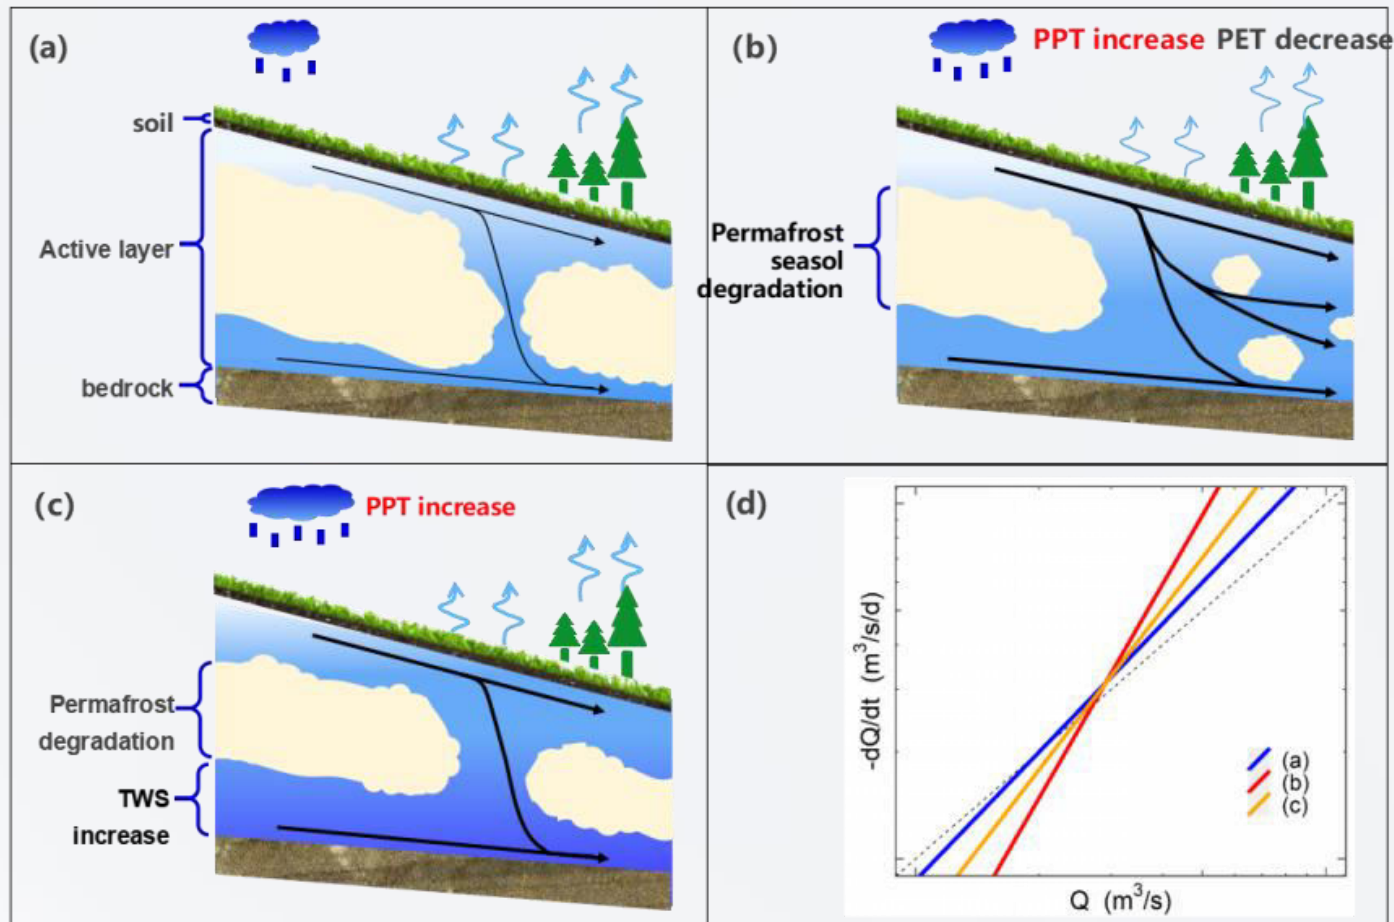 (a)
soil
Active layer
bedrock
(b)
PPT increase PET decrease
Permafrost
seasol
degradation
(c)
PPT increase
Permafrost
degradation
TWS
increase
(d)
-dQ/dt (m³/s/d)
Q (m³/s)
(a)
(b)
(c)